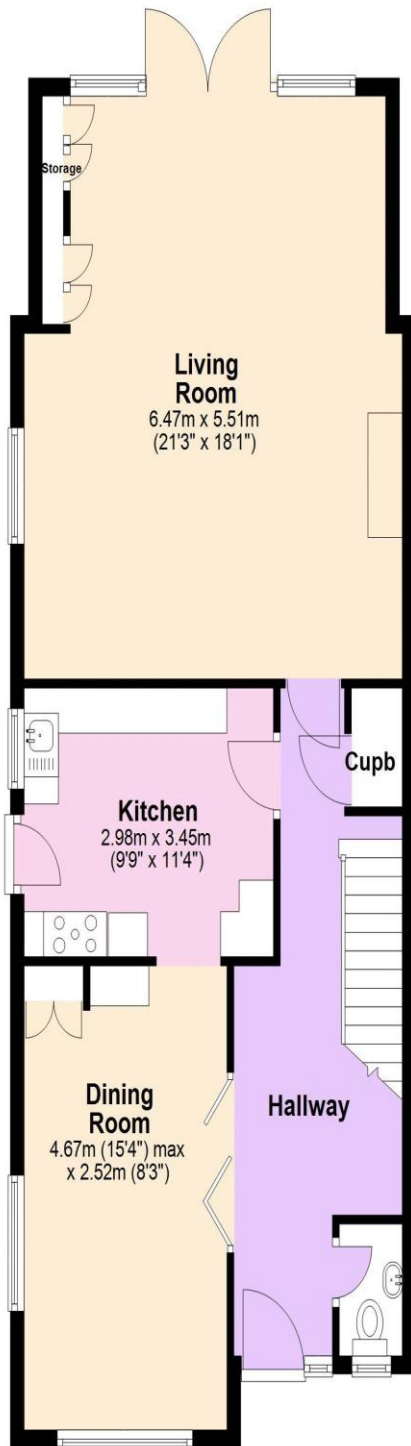 Storage
Living
Room
6.47m x 5.51m
(21'3" x 18'1")
Cupb
Kitchen
2.98m x 3.45m
(9'9" x 11'4")
Dining
Room
4.67m (15'4") max
x 2.52m (8'3")
Hallway